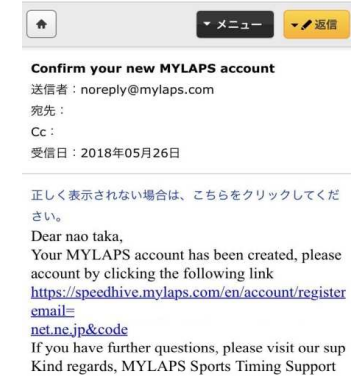 メニュー
返信
Confirm your new MYLAPS account
送信者：noreply@mylaps.com
宛先：
Cc：
受信日：2018年05月26日
正しく表示されない場合は、こちらをクリックしてくだ
さい。
Dear nao taka,
Your MYLAPS account has been created, please
account by clicking the following link
https://speedhive.mylaps.com/en/account/register
email=
net.ne.jp&code
If you have further questions, please visit our sup
Kind regards, MYLAPS Sports Timing Support